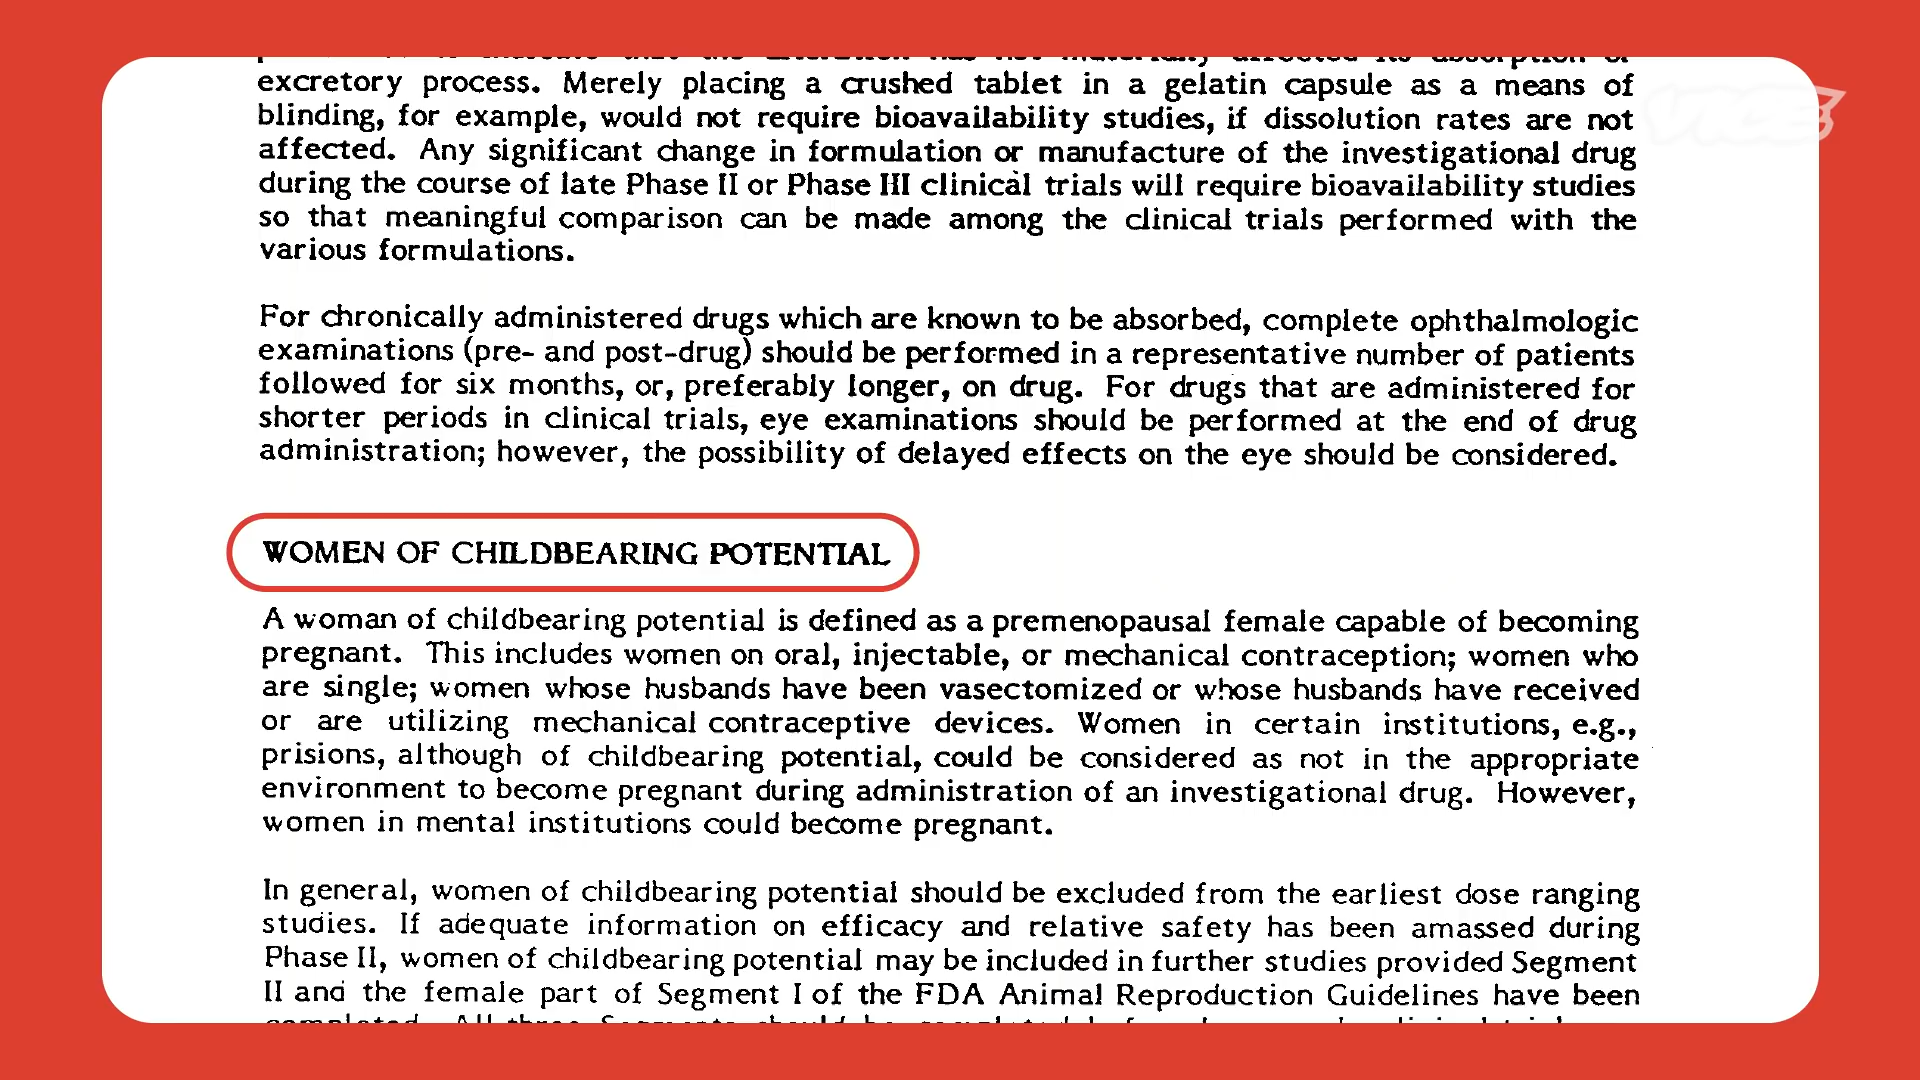 excretory process. Merely placing a crushed tablet in a gelatin capsule as a means of
blinding, for example, would not require bioavailability studies, if dissolution rates are not
affected. Any significant change in formulation or manufacture of the investigational drug
during the course of late Phase II or Phase III clinical trials will require bioavailability studies
so that meaningful comparison can be made among the clinical trials performed with the
various formulations.
For chronically administered drugs which are known to be absorbed, complete ophthalmologic
examinations (pre- and post-drug) should be performed in a representative number of patients
followed for six months, or, preferably longer, on drug. For drugs that are administered for
shorter periods in clinical trials, eye examinations should be performed at the end of drug
administration; however, the possibility of delayed effects on the eye should be considered.
WOMEN OF CHILDBEARING POTENTIAL
A woman of childbearing potential is defined as a premenopausal female capable of becoming
pregnant. This includes women on oral, injectable, or mechanical contraception; women who
are single; women whose husbands have been vasectomized or whose husbands have received
or are utilizing mechanical contraceptive devices. Women in certain institutions, e.g.,
prisions, although of childbearing potential, could be considered as not in the appropriate
environment to become pregnant during administration of an investigational drug. However,
women in mental institutions could become pregnant.
In general, women of childbearing potential should be excluded from the earliest dose ranging
studies. If adequate information on efficacy and relative safety has been amassed during
Phase II, women of childbearing potential may be included in further studies provided Segment
II and the female part of Segment I of the FDA Animal Reproduction Guidelines have been
VICE